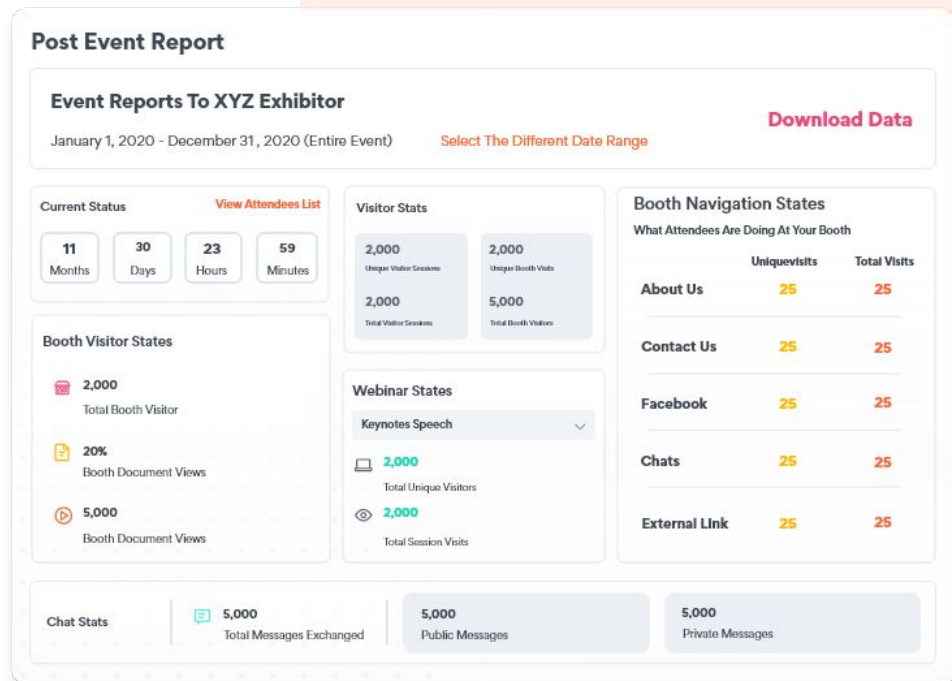 Post Event Report
Event Reports To XYZ Exhibitor
January 1, 2020 - December 31, 2020 (Entire Event)
Select The Different Date Range
Download Data
Current Status
View Attendees List
11
Months
30
Days
23
Hours
59
Minutes
Booth Visitor States
2,000
Total Booth Visitor
20%
Booth Document Views
5,000
Booth Document Views
Visitor Stats
2,000
Unique Visitor Sessions
2,000
Unique Booth Visits
2,000
Total Visitor Sessions
5,000
Total Booth Visitors
Webinar States
Keynotes Speech
2,000
Total Unique Visitors
2,000
Total Session Visits
Booth Navigation States
What Attendees Are Doing At Your Booth
Uniquevisits Total Visits
About Us 25 25
Contact Us 25 25
Facebook 25 25
Chats 25 25
External LInk 25 25
Chat Stats
5,000
Total Messages Exchanged
5,000
Public Messages
5,000
Private Messages